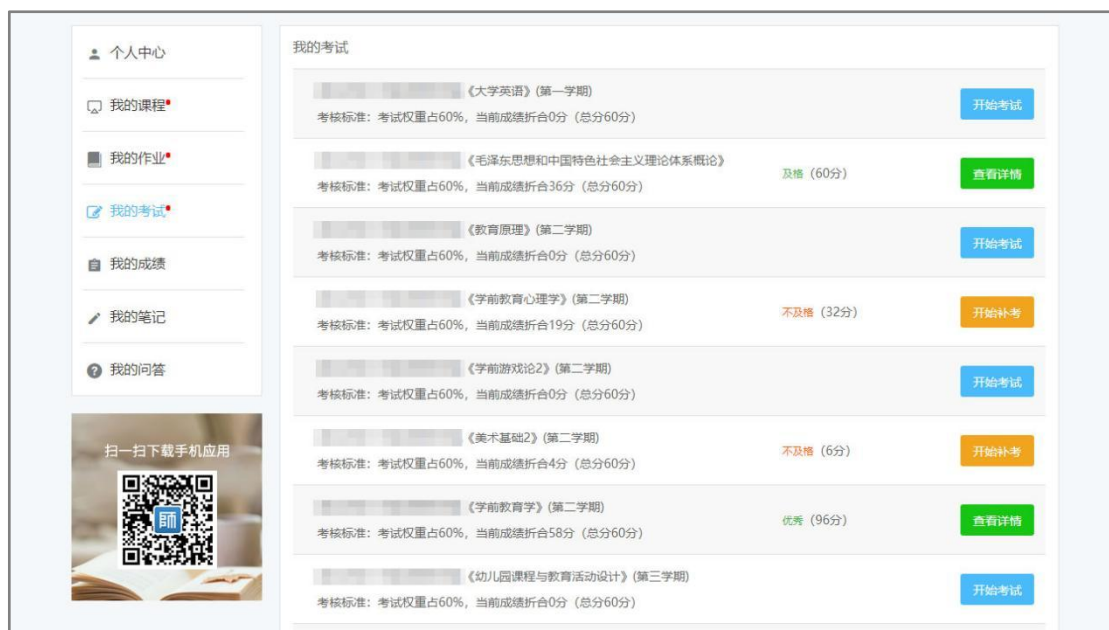 个人中心
我的课程
我的作业
我的考试
我的成绩
我的笔记
我的问答
扫一扫下载手机应用
師
我的考试
《大学英语》(第一学期)
考核标准：考试权重占60%，当前成绩折合0分（总分60分）
开始考试
《毛泽东思想和中国特色社会主义理论体系概论》
考核标准：考试权重占60%，当前成绩折合36分（总分60分）
及格（60分）
查看详情
《教育原理》(第二学期)
考核标准：考试权重占60%，当前成绩折合0分（总分60分）
开始考试
《学前教育心理学》(第二学期)
考核标准：考试权重占60%，当前成绩折合19分（总分60分）
不及格（32分）
开始补考
《学前游戏论2》(第二学期)
考核标准：考试权重占60%，当前成绩折合0分（总分60分）
开始考试
《美术基础2》(第二学期)
考核标准：考试权重占60%，当前成绩折合4分（总分60分）
不及格（6分）
开始补考
《学前教育学》(第二学期)
考核标准：考试权重占60%，当前成绩折合58分（总分60分）
优秀（96分）
查看详情
《幼儿园课程与教育活动设计》(第三学期)
考核标准：考试权重占60%，当前成绩折合0分（总分60分）
开始考试